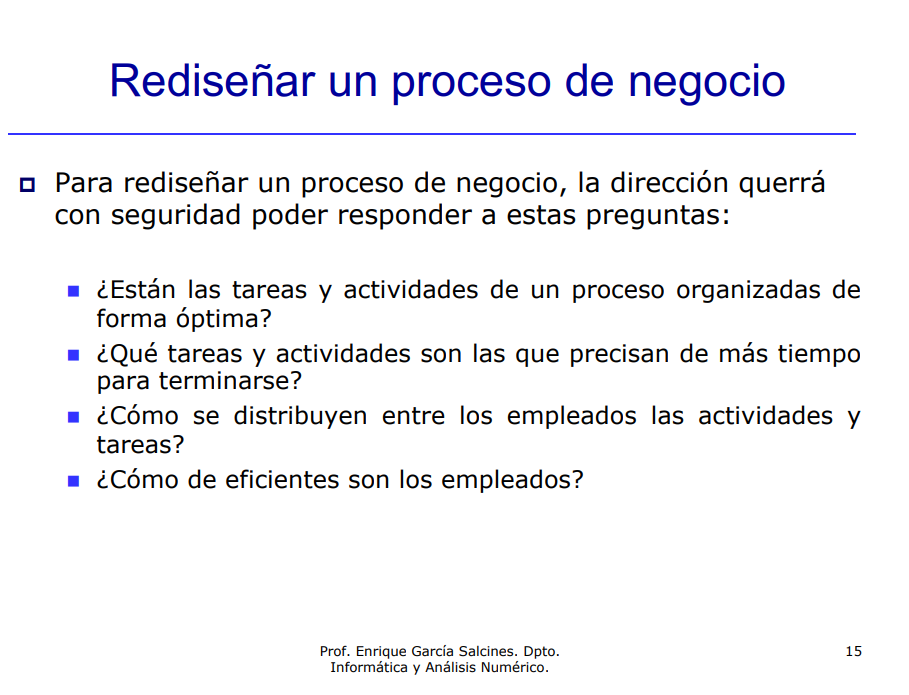 Rediseñar un proceso de negocio
Para rediseñar un proceso de negocio, la dirección querrá
con seguridad poder responder a estas preguntas:
¿Están las tareas y actividades de un proceso organizadas de
forma óptima?
¿Qué tareas y actividades son las que precisan de más tiempo
para terminarse?
¿Cómo se distribuyen entre los empleados las actividades y
tareas?
¿Cómo de eficientes son los empleados?
Prof. Enrique García Salcines. Dpto.
Informática y Análisis Numérico.
15